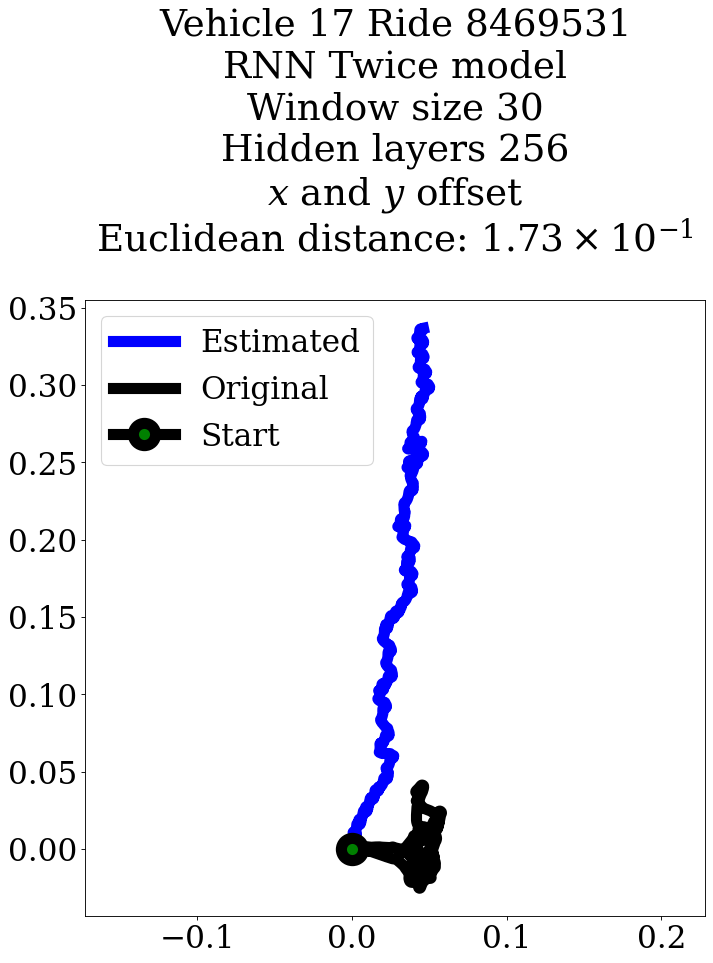 Vehicle 17 Ride 8469531
RNN Twice model
Window size 30
Hidden layers 256
x and y offset
Euclidean distance: 1.73 × 10⁻¹
0.35
0.30
0.25
0.20
0.15
0.10
0.05
0.00
Estimated
Original
Start
−0.1
0.0
0.1
0.2